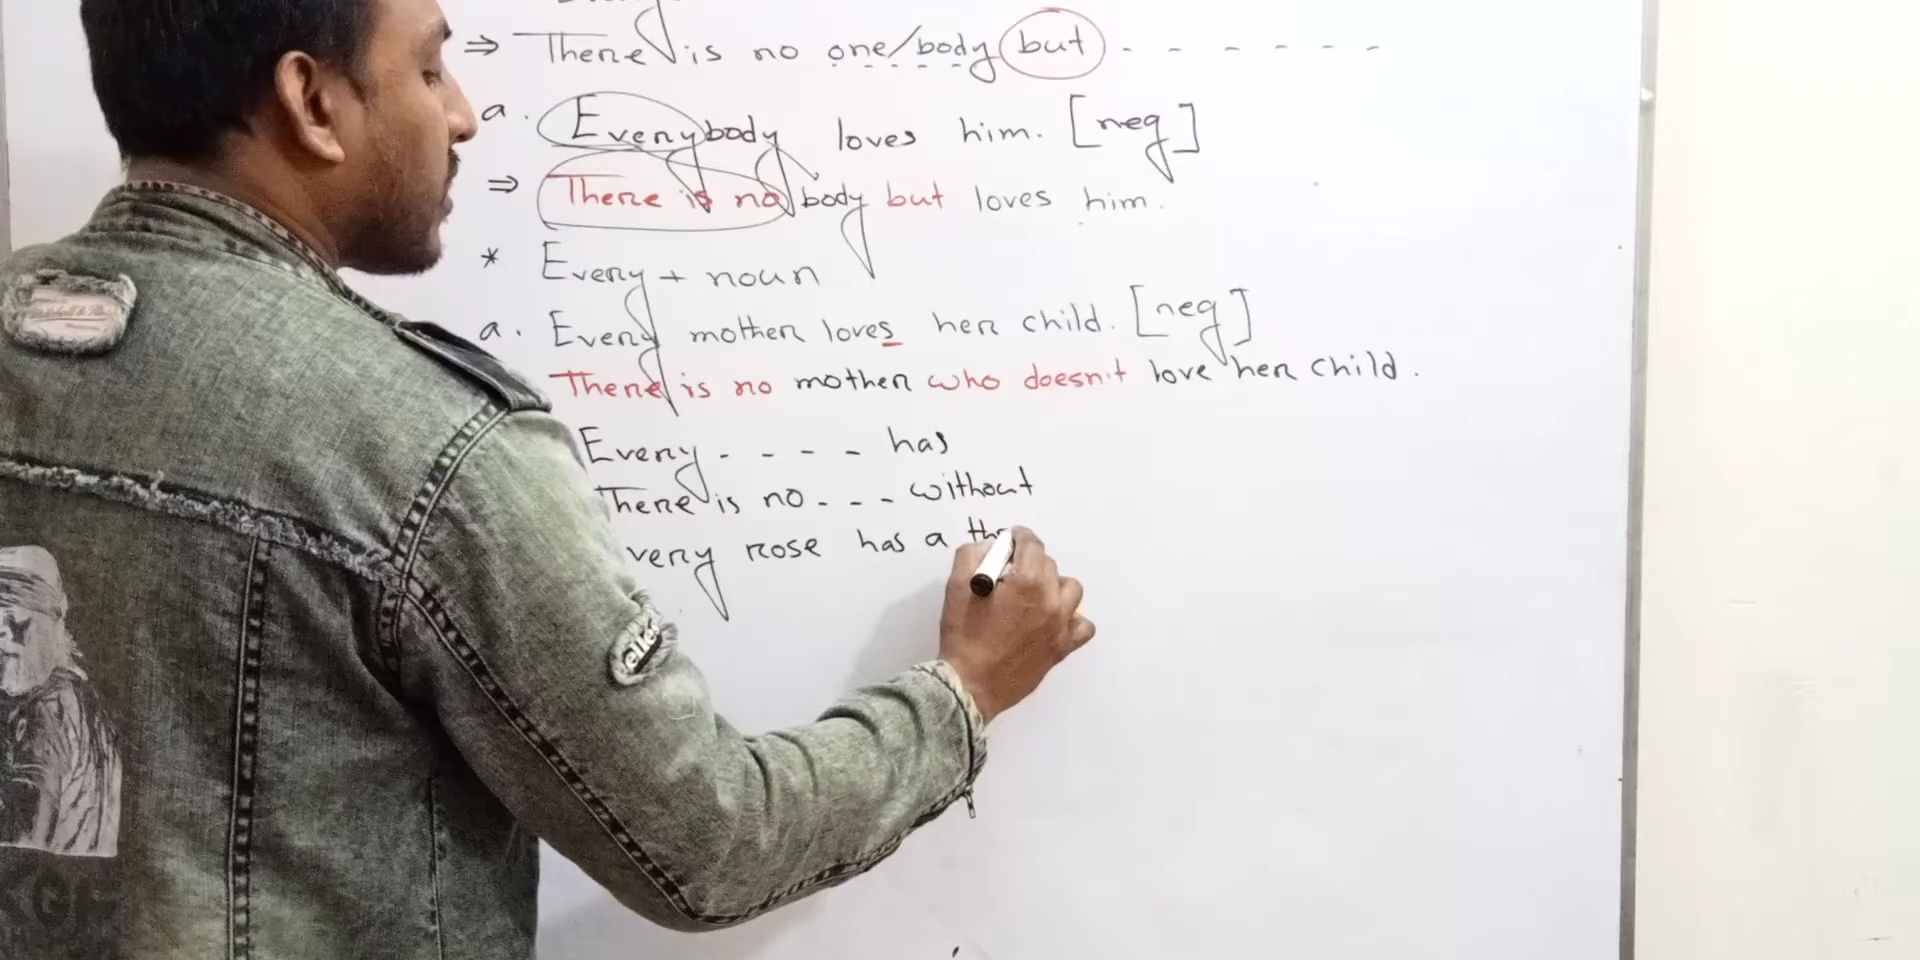 ⇒ There is no one/body but - - - - - -
a. Everybody loves him. [neg]
⇒ There is nobody but loves him.
* Every + noun
a. Every mother loves her child. [neg]
There is no mother who doesn't love her child.
Every - - - - has
There is no - - - without
very rose has a th